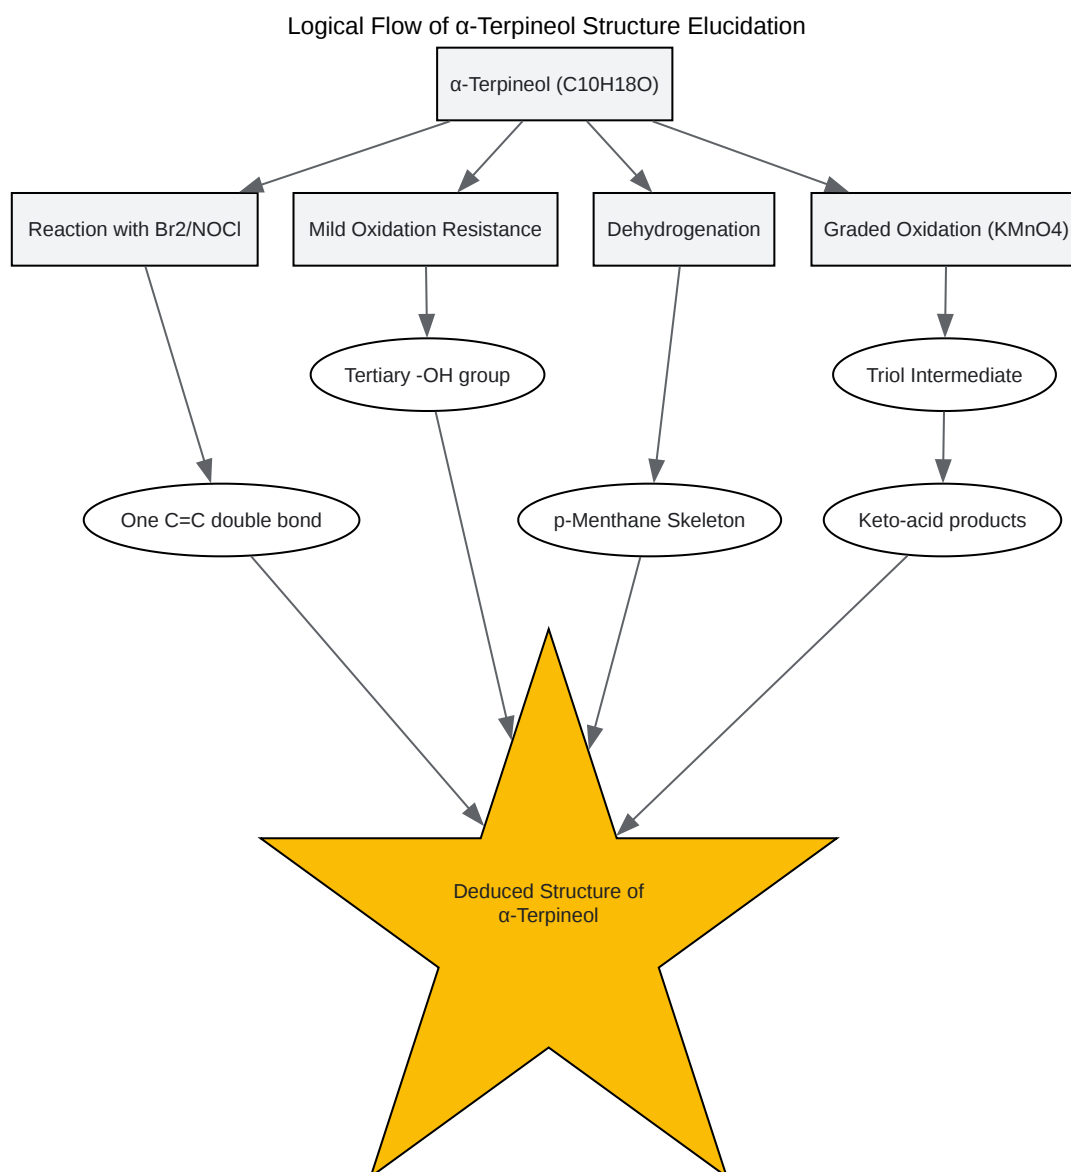 Logical Flow of α-Terpineol Structure Elucidation
α-Terpineol (C10H18O)
Reaction with Br2/NOCl
Mild Oxidation Resistance
Dehydrogenation
Graded Oxidation (KMnO4)
Tertiary -OH group
Triol Intermediate
One C=C double bond
p-Menthane Skeleton
Keto-acid products
Deduced Structure of
α-Terpineol